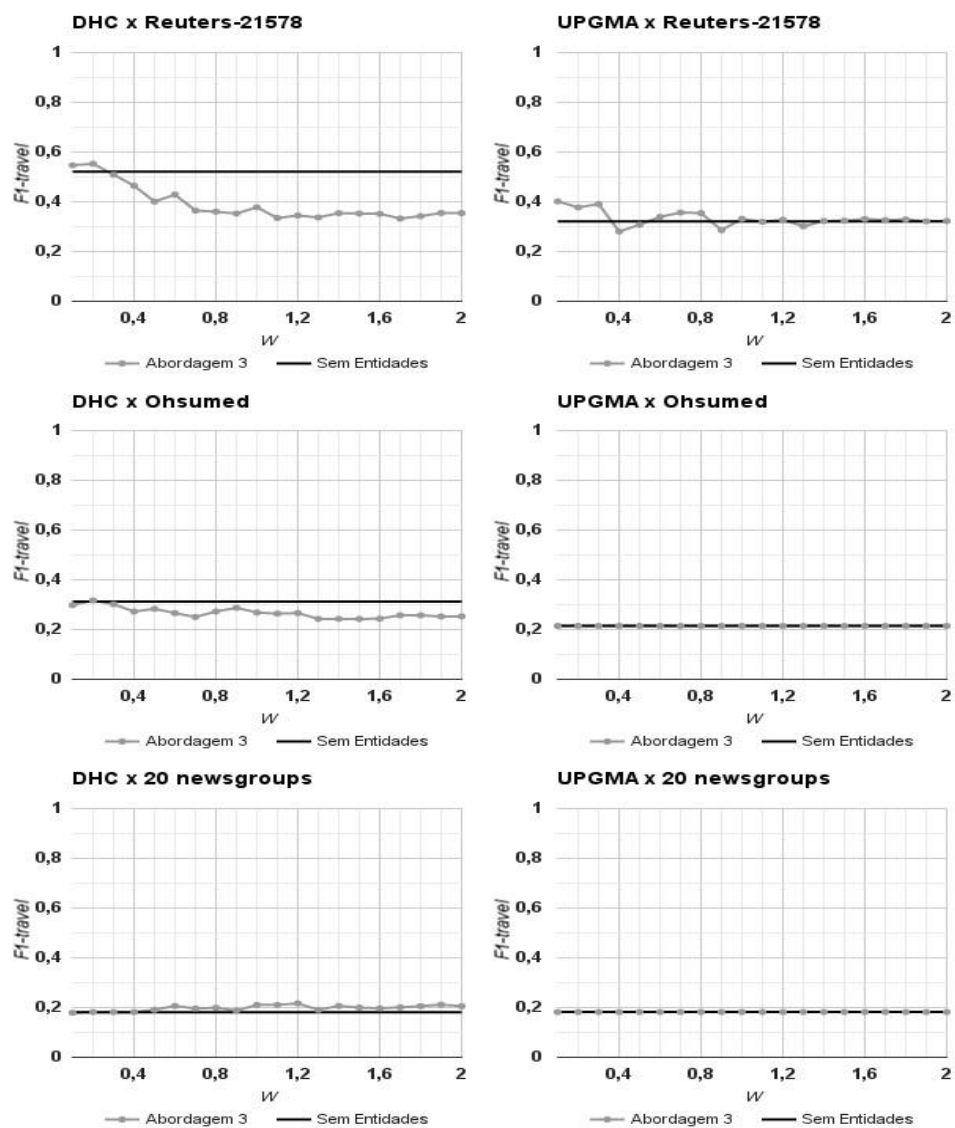 DHC x Reuters-21578
1
0,8
0,6
0,4
0,2
0
F1-travel
0,4 0,8 1,2 1,6 2
W
Abordagem 3 Sem Entidades
UPGMA x Reuters-21578
1
0,8
0,6
0,4
0,2
0
F1-travel
0,4 0,8 1,2 1,6 2
W
Abordagem 3 Sem Entidades
DHC x Ohsumed
1
0,8
0,6
0,4
0,2
0
F1-travel
0,4 0,8 1,2 1,6 2
W
Abordagem 3 Sem Entidades
UPGMA x Ohsumed
1
0,8
0,6
0,4
0,2
0
F1-travel
0,4 0,8 1,2 1,6 2
W
Abordagem 3 Sem Entidades
DHC x 20 newsgroups
1
0,8
0,6
0,4
0,2
0
F1-travel
0,4 0,8 1,2 1,6 2
W
Abordagem 3 Sem Entidades
UPGMA x 20 newsgroups
1
0,8
0,6
0,4
0,2
0
F1-travel
0,4 0,8 1,2 1,6 2
W
Abordagem 3 Sem Entidades